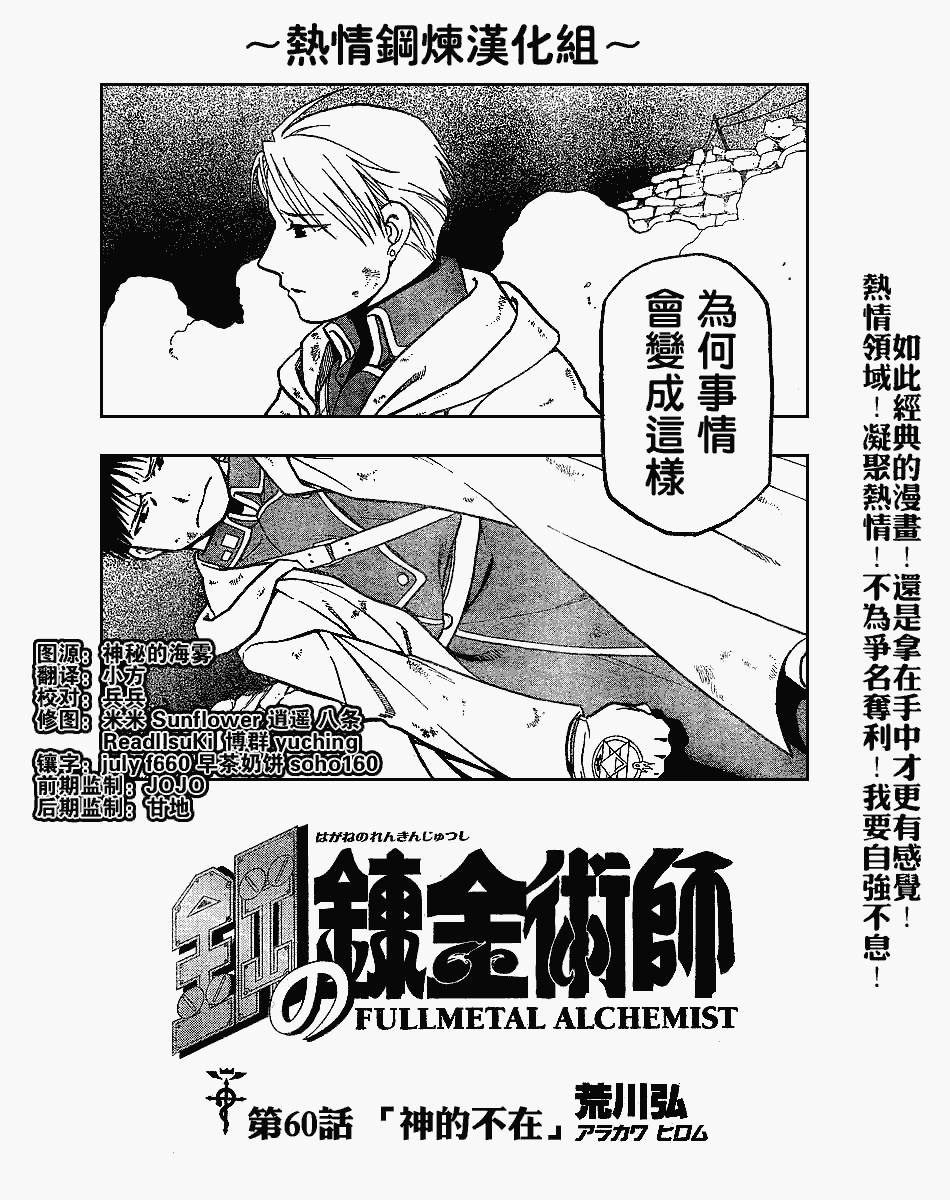 ~熱情鋼煉漢化組~
為何事情
會變成這樣
如此經典的漫畫！還是拿在手中才更有感覺！
熱情領域！凝聚熱情！不為爭名奪利！我要自強不息！
图源：神秘的海雾
翻译：小方
校对：兵兵
修图：米米 Sunflower 逍遥 八条
ReadIIsuKi 博群 yuching
镶字：july f660 早茶奶饼 soho160
前期监制：JOJO
后期监制：甘地
はがねのれんきんじゅつし
鋼の錬金術師
FULLMETAL ALCHEMIST
第60話 「神的不在」
荒川弘
アラカワ ヒロム